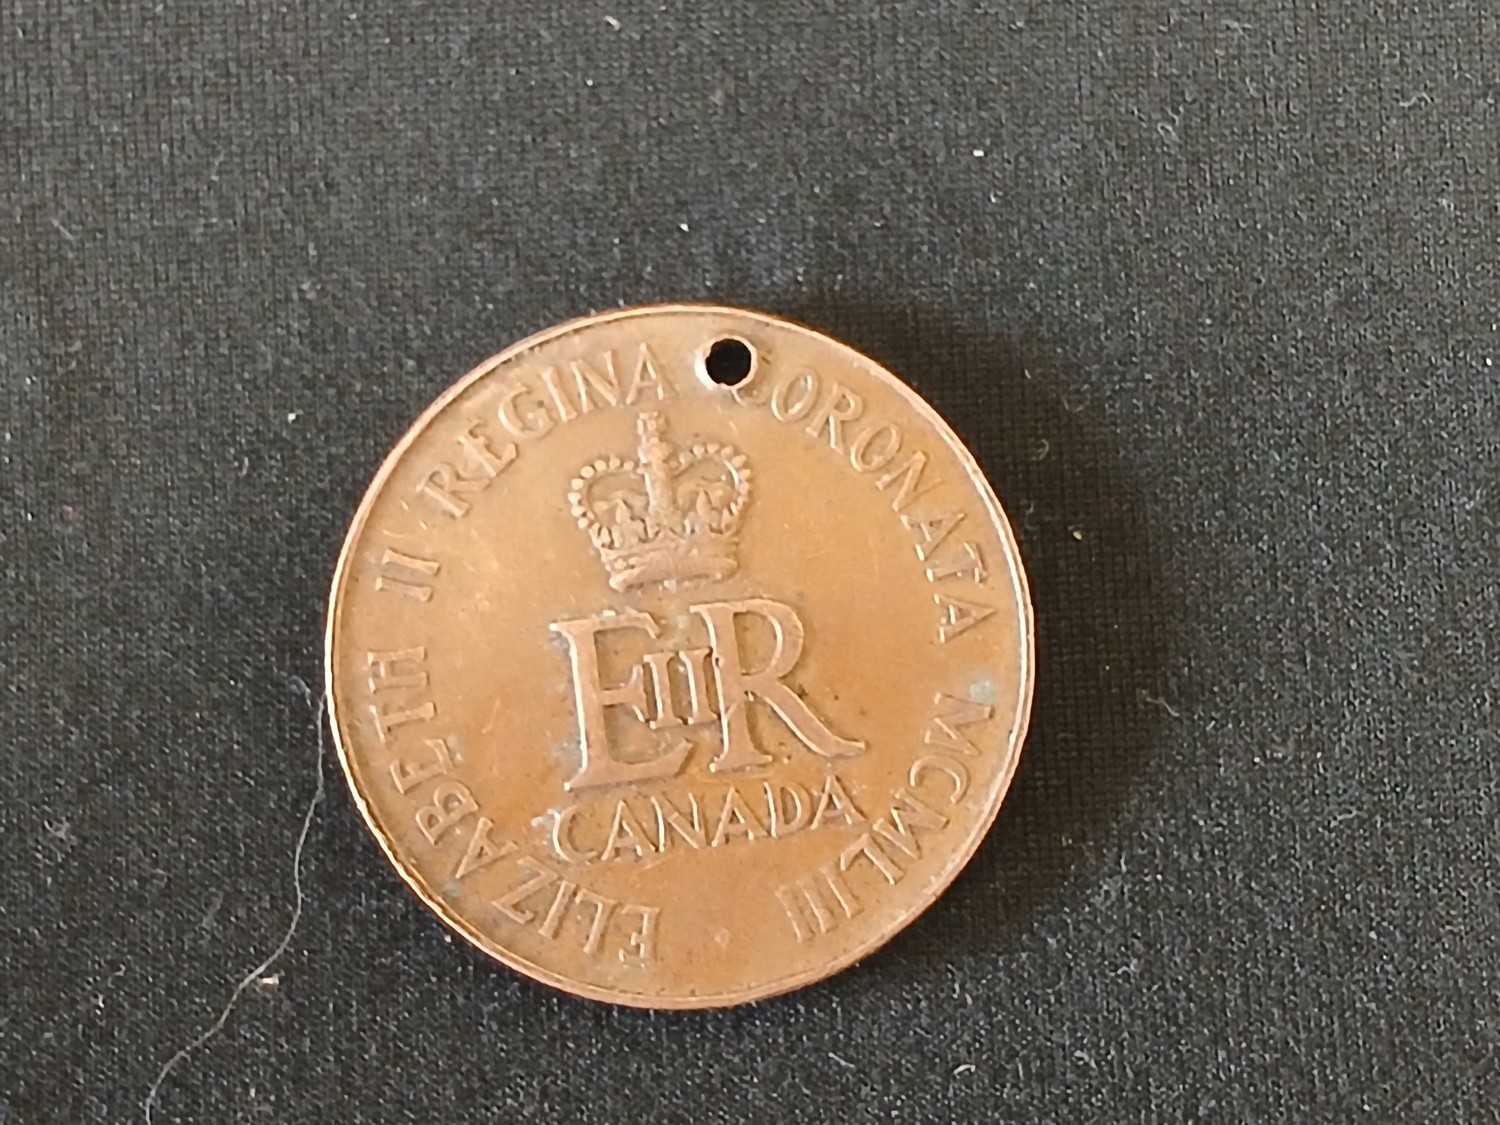 ELIZABETH II REGINA CORONATA MCMLIII
EIIR
CANADA